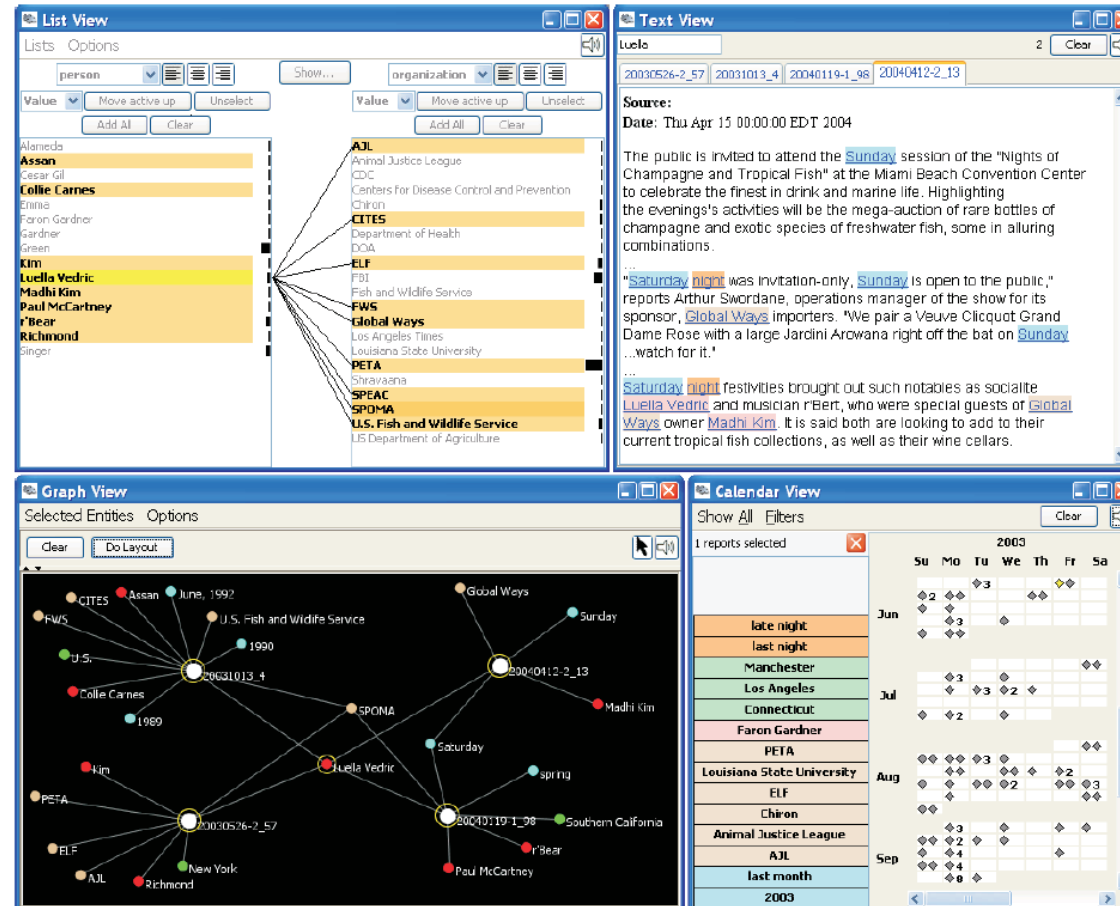 List View
Lists Options
person
organization
Show...
Value Move active up Unselect
Value Move active up Unselect
Add All Clear
Add All Clear
Alameda
Assan
Cesar Gil
Collie Carnes
Emma
Faron Gardner
Gardner
Green
Kim
Luella Vedric
Madhi Kim
Paul McCartney
r'Bear
Richmond
Singer
AJL
Animal Justice League
CDC
Centers for Disease Control and Prevention
Chiron
CITES
Department of Health
DOA
ELF
FBI
Fish and Wildlife Service
FWS
Global Ways
Los Angeles Times
Louisiana State University
PETA
Shravaana
SPEAC
SPOMA
U.S. Fish and Wildlife Service
US Department of Agriculture
Text View
Luella 2 Clear
20030526-2_57 20031013_4 20040119-1_98 20040412-2_13
Source:
Date: Thu Apr 15 00:00:00 EDT 2004
The public is invited to attend the Sunday session of the "Nights of
Champagne and Tropical Fish" at the Miami Beach Convention Center
to celebrate the finest in drink and marine life. Highlighting
the evenings's activities will be the mega-auction of rare bottles of
champagne and exotic species of freshwater fish, some in alluring
combinations.
...
"Saturday night was invitation-only, Sunday is open to the public,"
reports Arthur Swordane, operations manager of the show for its
sponsor, Global Ways importers. "We pair a Veuve Clicquot Grand
Dame Rose with a large Jardini Arowana right off the bat on Sunday
...watch for it."
...
Saturday night festivities brought out such notables as socialite
Luella Vedric and musician r'Bert, who were special guests of Global
Ways owner Madhi Kim. It is said both are looking to add to their
current tropical fish collections, as well as their wine cellars.
Graph View
Selected Entities Options
Clear Do Layout
CITES
Assan
June, 1992
Global Ways
FWS
U.S. Fish and Wildlife Service
Sunday
U.S.
1990
20031013_4
20040412-2_13
Collie Carnes
SPOMA
Madhi Kim
1989
Saturday
Kim
Luella Vedric
spring
PETA
20030526-2_57
20040119-1_98
Southern California
ELF
r'Bear
New York
Paul McCartney
AJL
Richmond
Calendar View
Show All Filters Clear
1 reports selected
late night
last night
Manchester
Los Angeles
Connecticut
Faron Gardner
PETA
Louisiana State University
ELF
Chiron
Animal Justice League
AJL
last month
2003
2003
Su Mo Tu We Th Fr Sa
3
2
Jun
3
3
Jul 3 2
2
3
2
Aug
2 3
3
2
4
Sep
4
8